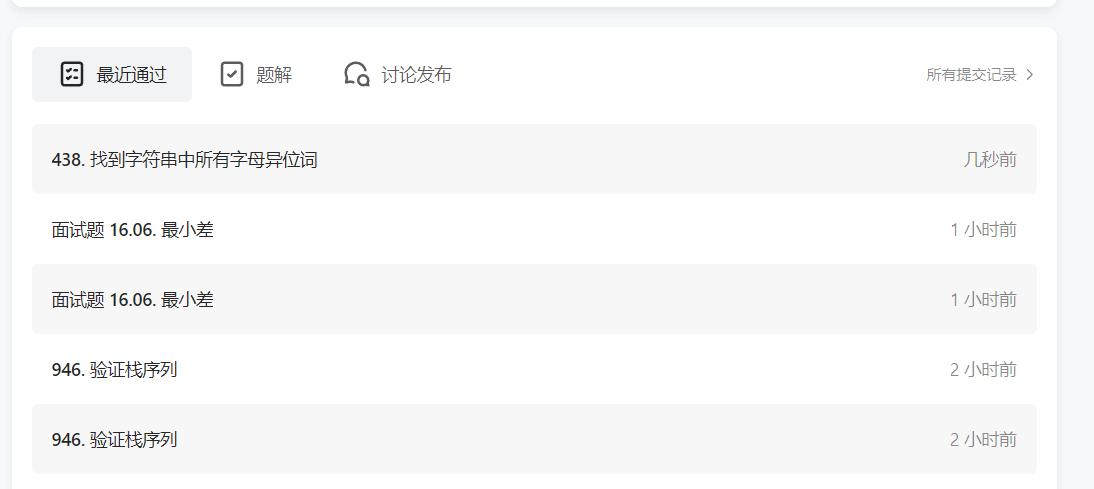 最近通过 题解 讨论发布 所有提交记录
438. 找到字符串中所有字母异位词 几秒前
面试题 16.06. 最小差 1 小时前
面试题 16.06. 最小差 1 小时前
946. 验证栈序列 2 小时前
946. 验证栈序列 2 小时前